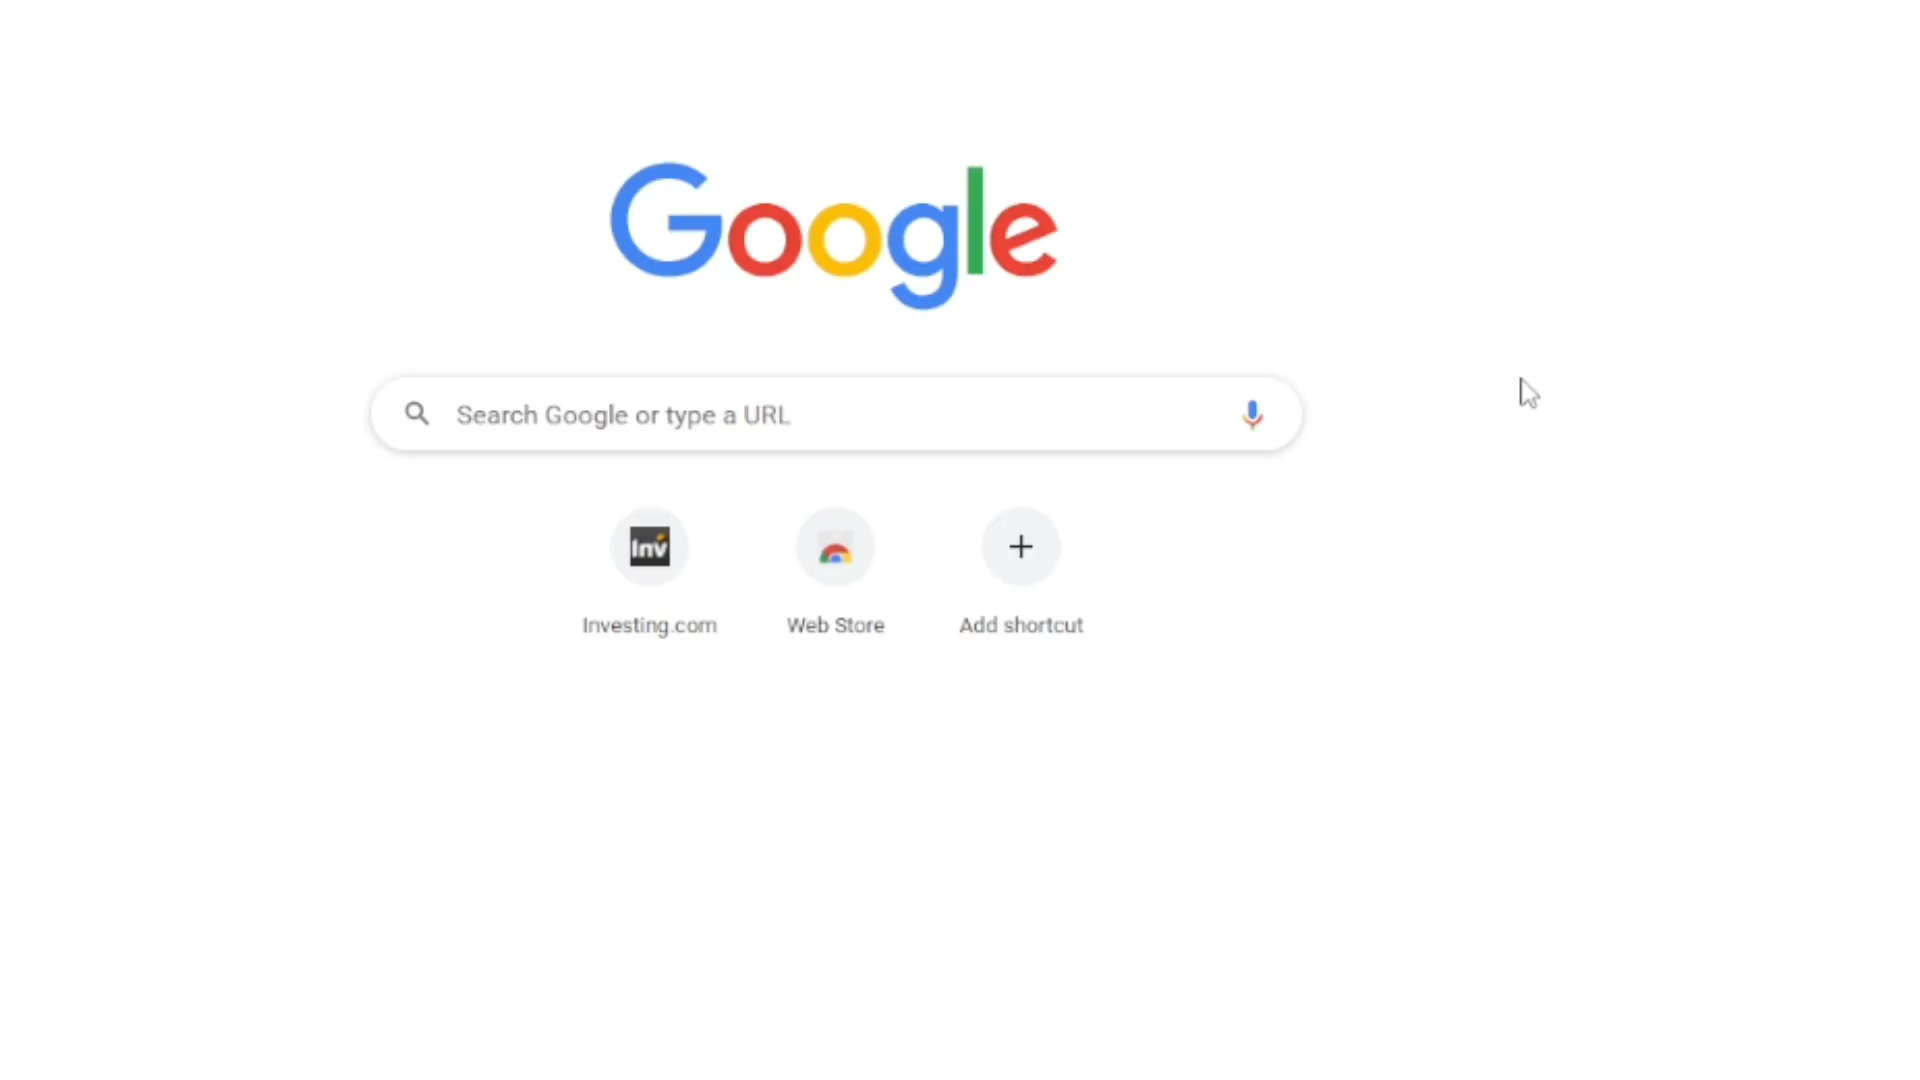 Google
Search Google or type a URL
Inv
Investing.com
Web Store
Add shortcut